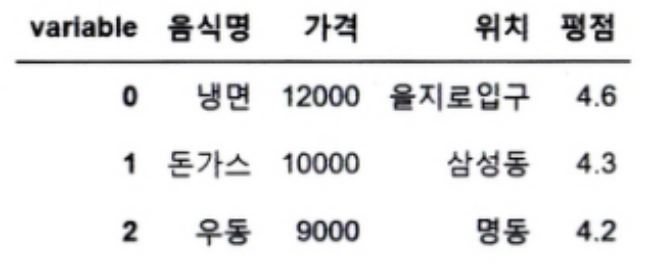 variable 음식명 가격 위치 평점
0 냉면 12000 을지로입구 4.6
1 돈가스 10000 삼성동 4.3
2 우동 9000 명동 4.2